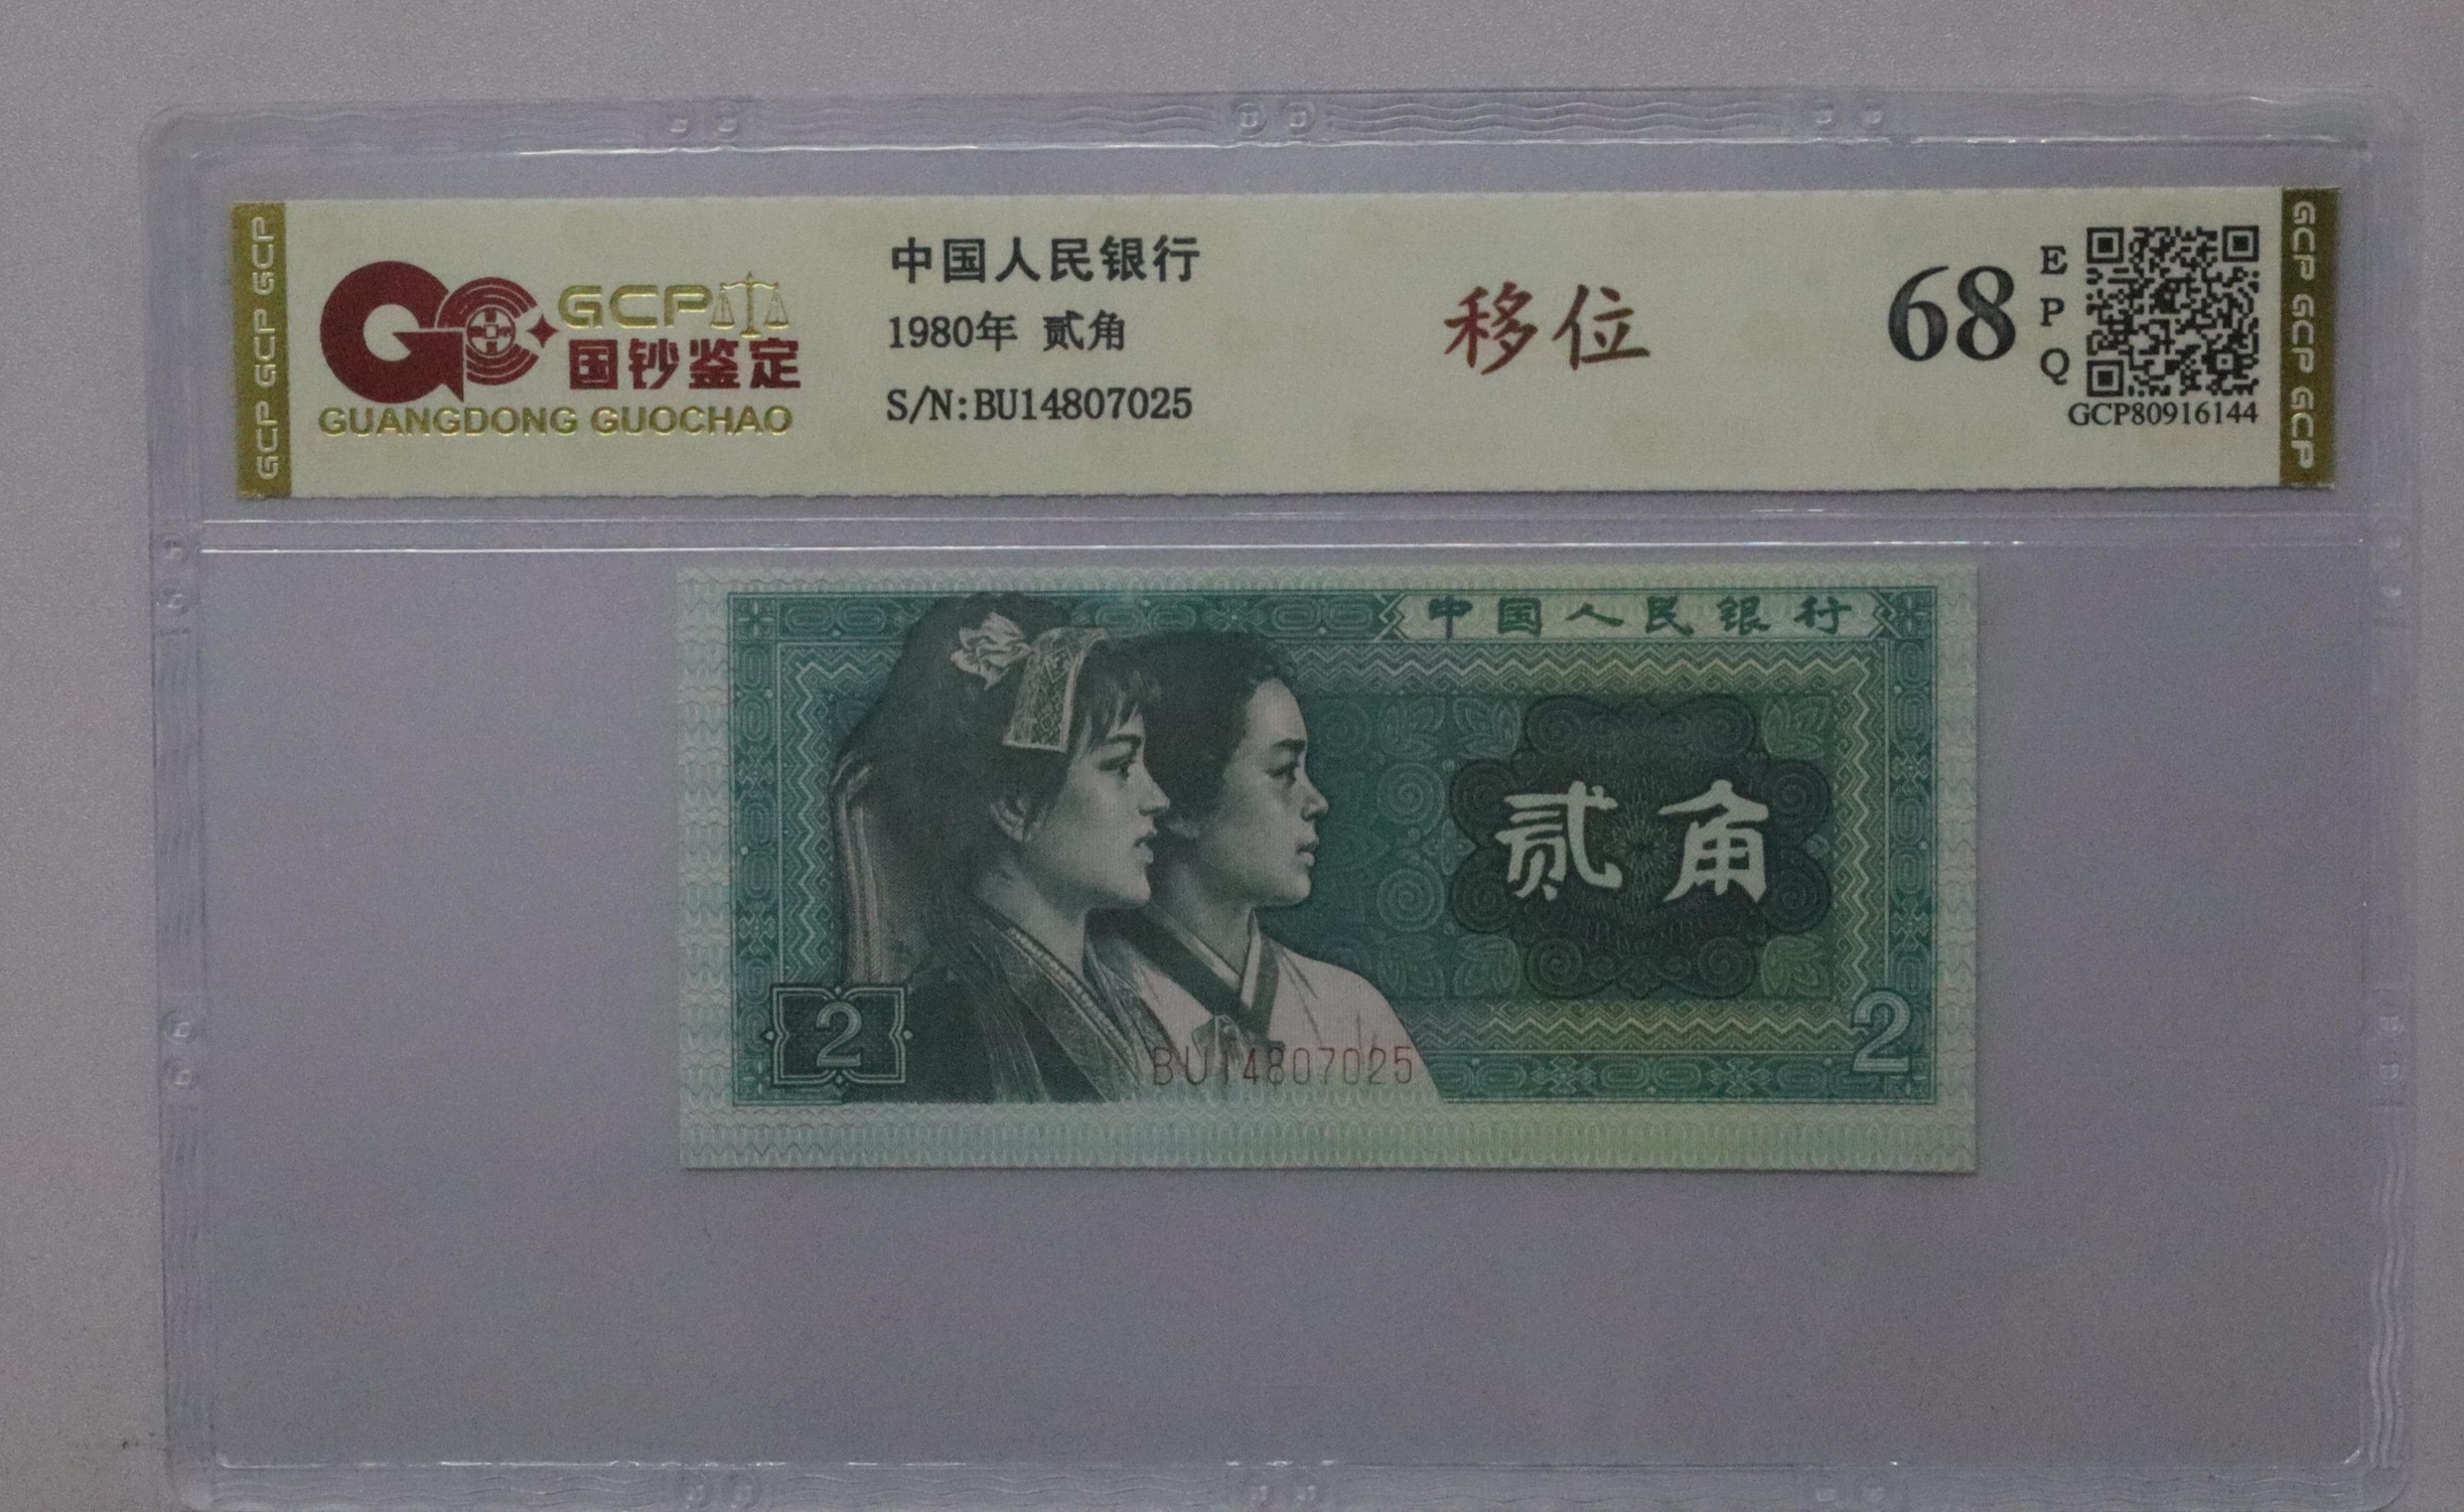 GCP GCP GCP
GCP
国钞鉴定
GUANGDONG GUOCHAO
中国人民银行
1980年 贰角
S/N:BU14807025
移位
68
E
P
Q
GCP80916144
GCP GCP GCP
中国人民银行
贰角
2
BU14807025
2